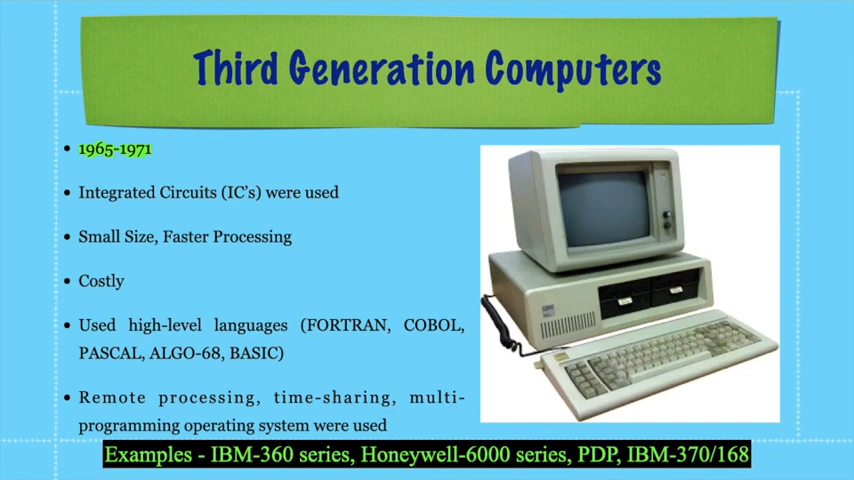 Third Generation Computers
• 1965-1971
• Integrated Circuits (IC's) were used
• Small Size, Faster Processing
• Costly
• Used high-level languages (FORTRAN, COBOL,
PASCAL, ALGO-68, BASIC)
• Remote processing, time-sharing, multi-
programming operating system were used
IBM
Examples - IBM-360 series, Honeywell-6000 series, PDP, IBM-370/168